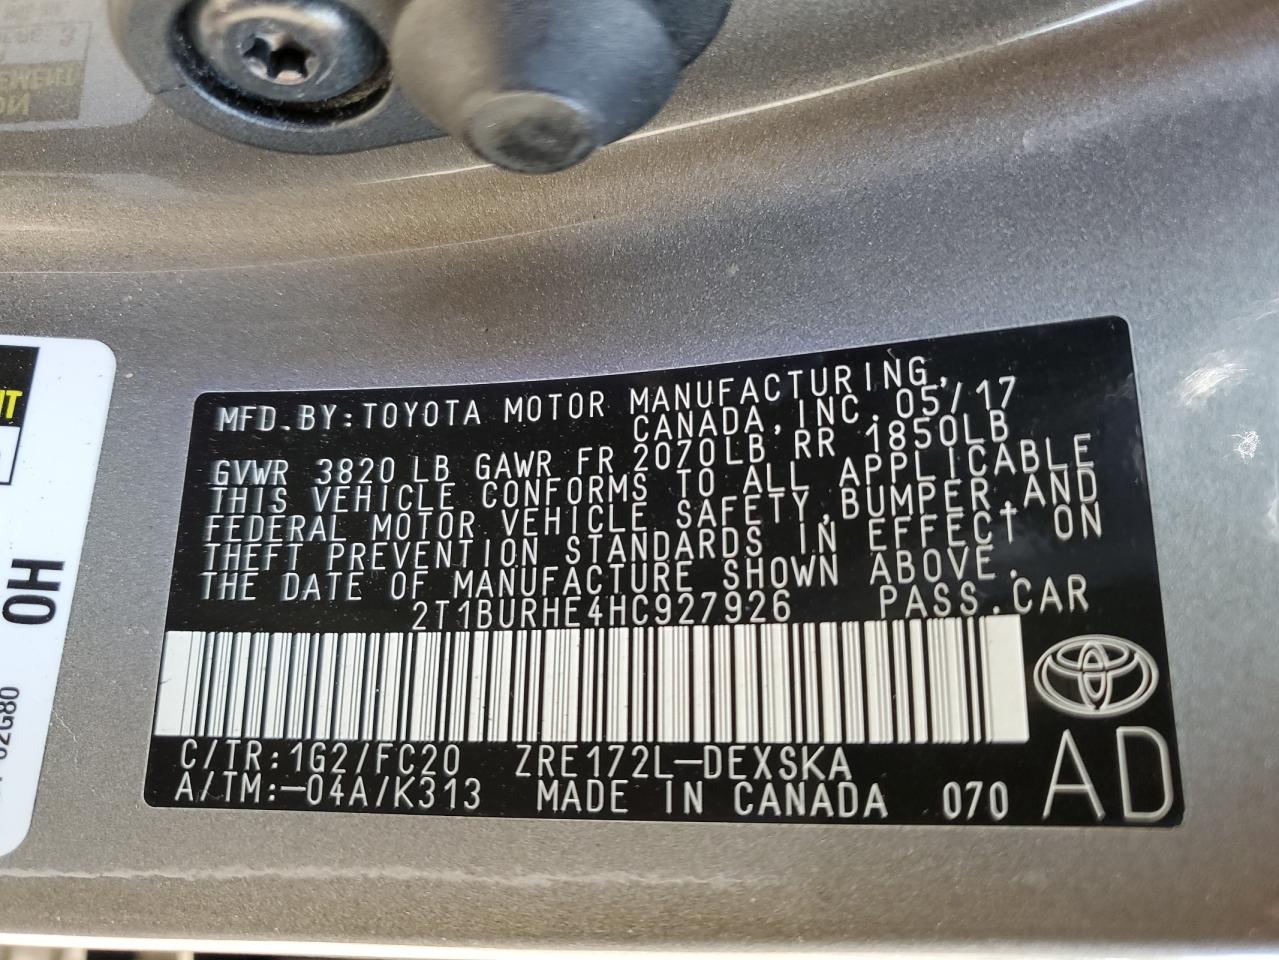 MFD.BY:TOYOTA MOTOR MANUFACTURING,
CANADA,INC.05/17
GVWR 3820 LB GAWR FR 2070LB RR 1850LB
THIS VEHICLE CONFORMS TO ALL APPLICABLE
FEDERAL MOTOR VEHICLE SAFETY,BUMPER,AND
THEFT PREVENTION STANDARDS IN EFFECT ON
THE DATE OF MANUFACTURE SHOWN ABOVE.
2T1BURHE4HC927926 PASS.CAR
C/TR:1G2/FC20 ZRE172L-DEXSKA
A/TM:-04A/K313 MADE IN CANADA 070
AD
OH
02G80